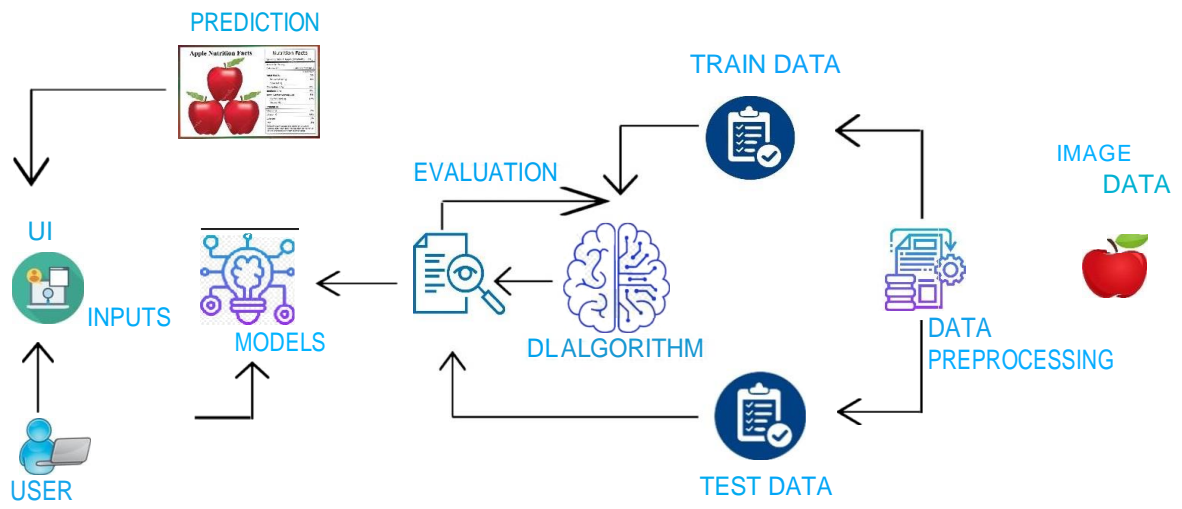 PREDICTION
Apple Nutrition Facts
Nutrition Facts
TRAIN DATA
IMAGE
DATA
EVALUATION
UI
INPUTS
MODELS
DLALGORITHM
DATA
PREPROCESSING
USER
TEST DATA